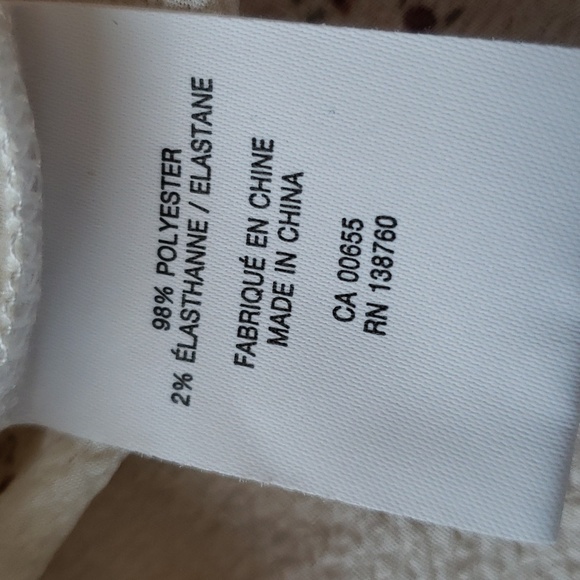 98% POLYESTER
2% ÉLASTHANNE / ELASTANE
FABRIQUÉ EN CHINE
MADE IN CHINA
CA 00655
RN 138760